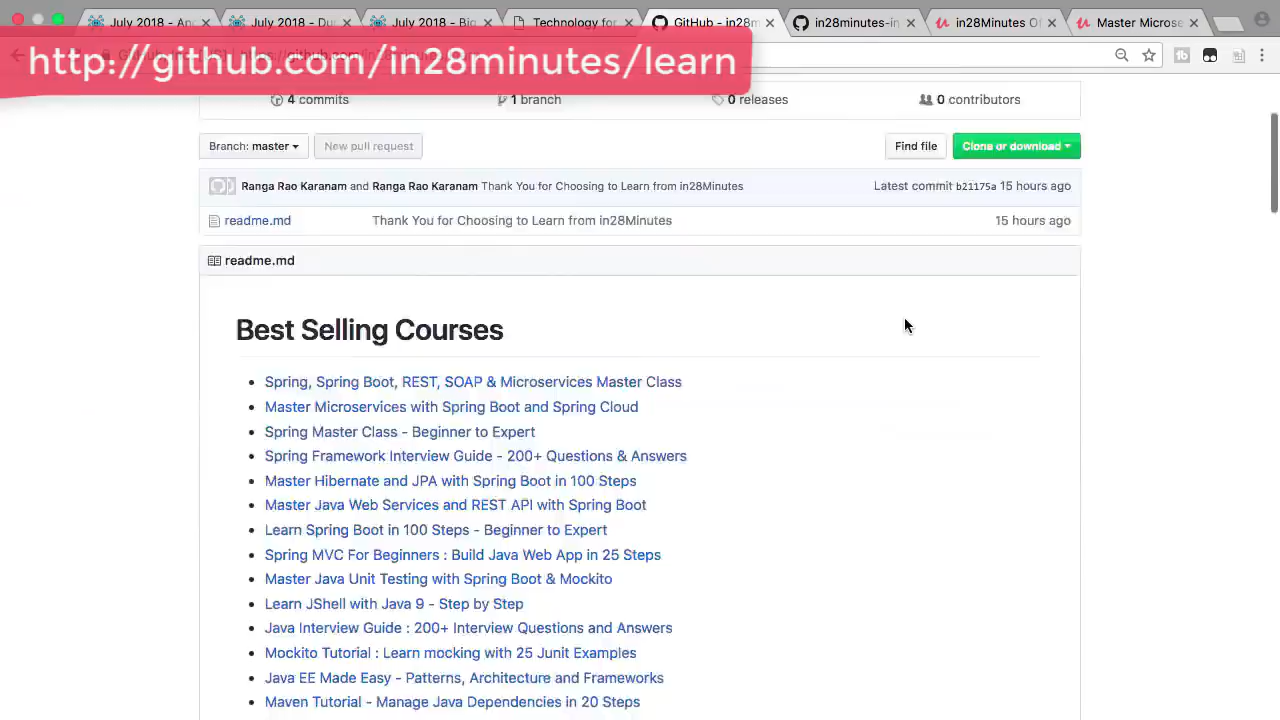 July 2018 - An
July 2018 - Du
July 2018 - Big
Technology for
GitHub - in28m
in28minutes-in
in28Minutes Of
Master Microse
http://github.com/in28minutes/learn
4 commits
1 branch
0 releases
0 contributors
Branch: master
New pull request
Find file
Clone or download
Ranga Rao Karanam and Ranga Rao Karanam Thank You for Choosing to Learn from in28Minutes
Latest commit b21175a 15 hours ago
readme.md
Thank You for Choosing to Learn from in28Minutes
15 hours ago
readme.md
Best Selling Courses
Spring, Spring Boot, REST, SOAP & Microservices Master Class
Master Microservices with Spring Boot and Spring Cloud
Spring Master Class - Beginner to Expert
Spring Framework Interview Guide - 200+ Questions & Answers
Master Hibernate and JPA with Spring Boot in 100 Steps
Master Java Web Services and REST API with Spring Boot
Learn Spring Boot in 100 Steps - Beginner to Expert
Spring MVC For Beginners : Build Java Web App in 25 Steps
Master Java Unit Testing with Spring Boot & Mockito
Learn JShell with Java 9 - Step by Step
Java Interview Guide : 200+ Interview Questions and Answers
Mockito Tutorial : Learn mocking with 25 Junit Examples
Java EE Made Easy - Patterns, Architecture and Frameworks
Maven Tutorial - Manage Java Dependencies in 20 Steps